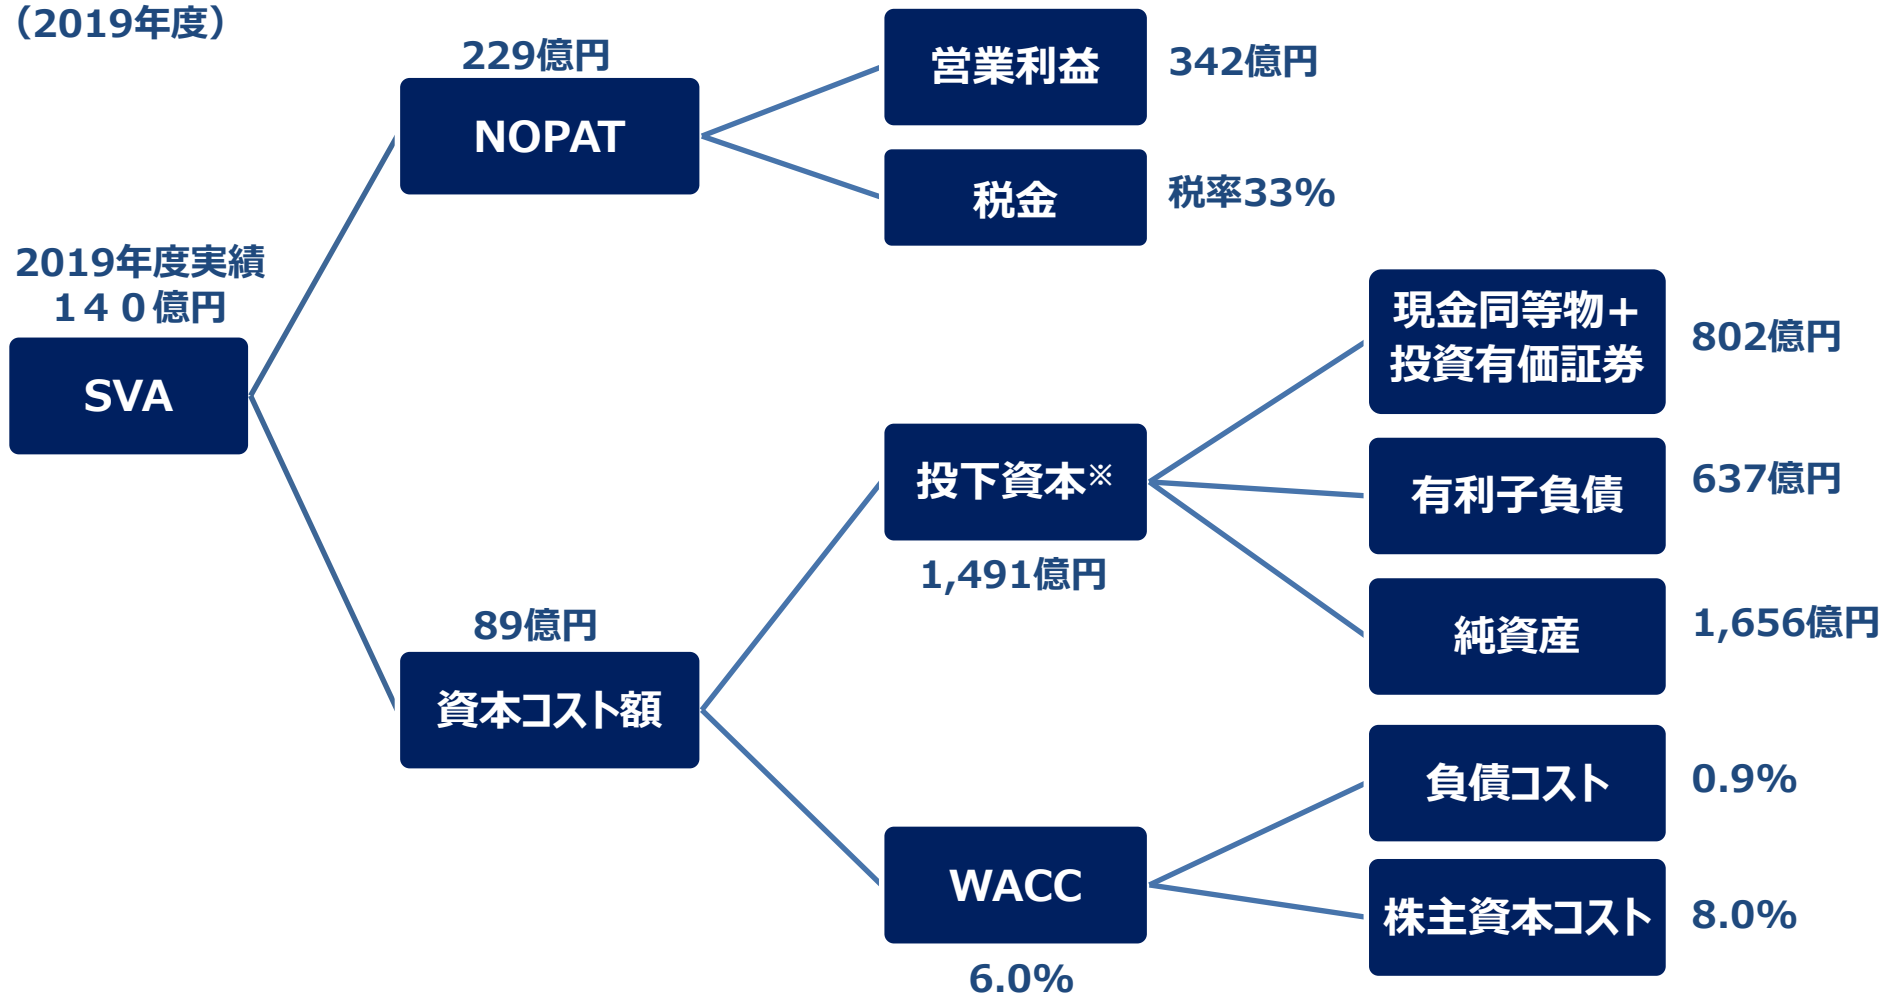 （2019年度）
229億円
NOPAT
営業利益
342億円
税金
税率33%
2019年度実績
１４０億円
SVA
現金同等物＋
投資有価証券
802億円
投下資本※
1,491億円
有利子負債
637億円
純資産
1,656億円
89億円
資本コスト額
負債コスト
0.9%
WACC
6.0%
株主資本コスト
8.0%